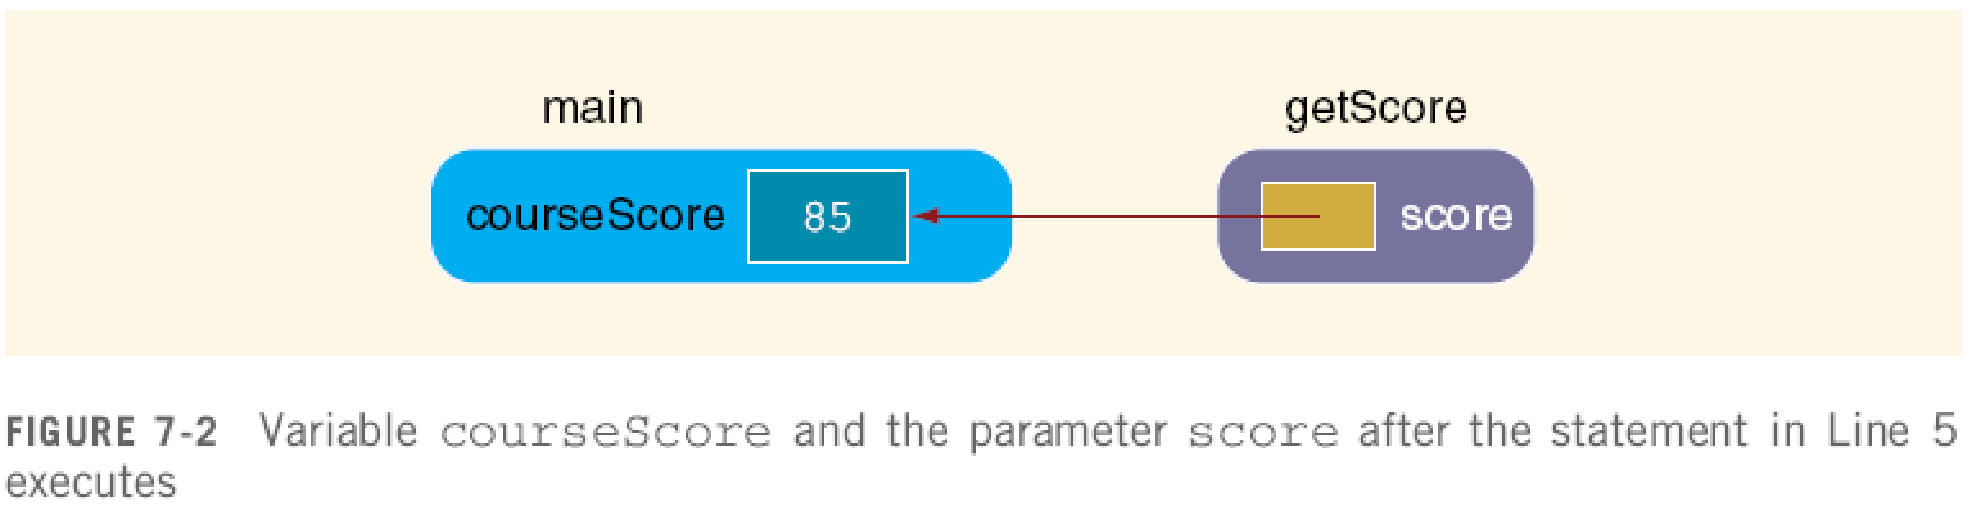 main
getScore
courseScore 85
score
FIGURE 7-2 Variable courseScore and the parameter score after the statement in Line 5
executes